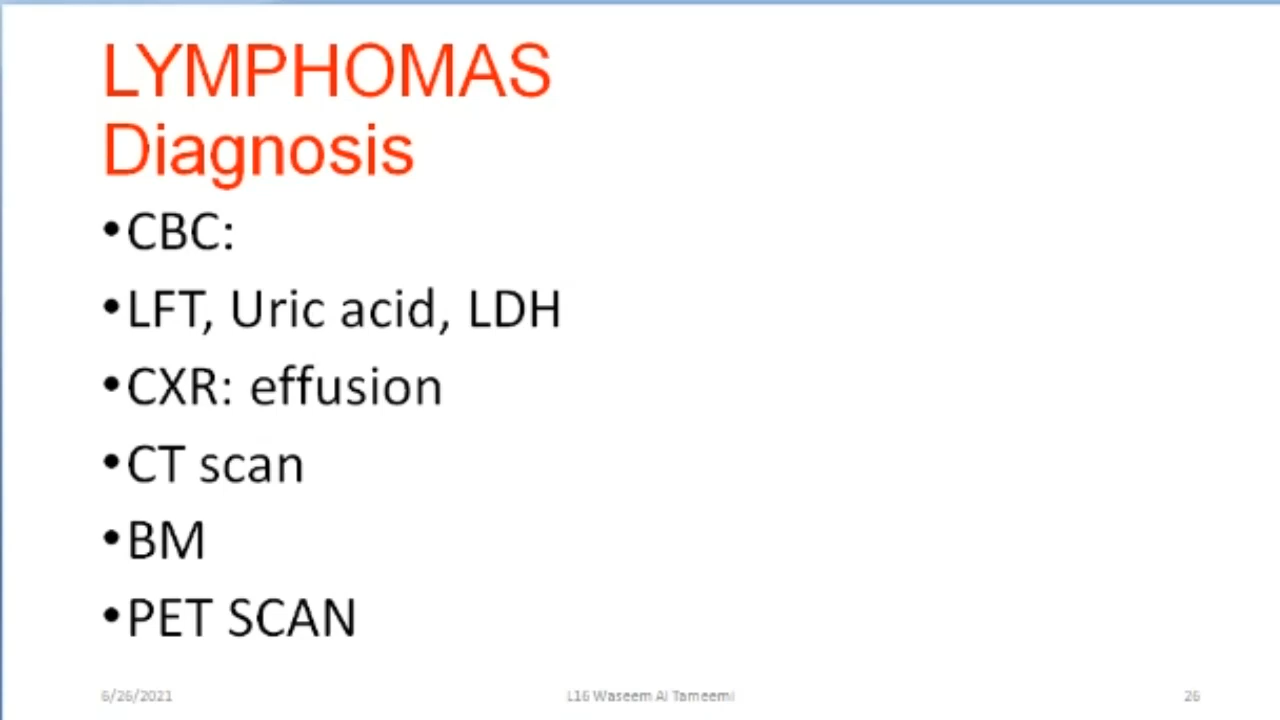 LYMPHOMAS
Diagnosis
•CBC:
•LFT, Uric acid, LDH
•CXR: effusion
•CT scan
•BM
•PET SCAN
6/26/2021 L16 Waseem Al Tameemi 26